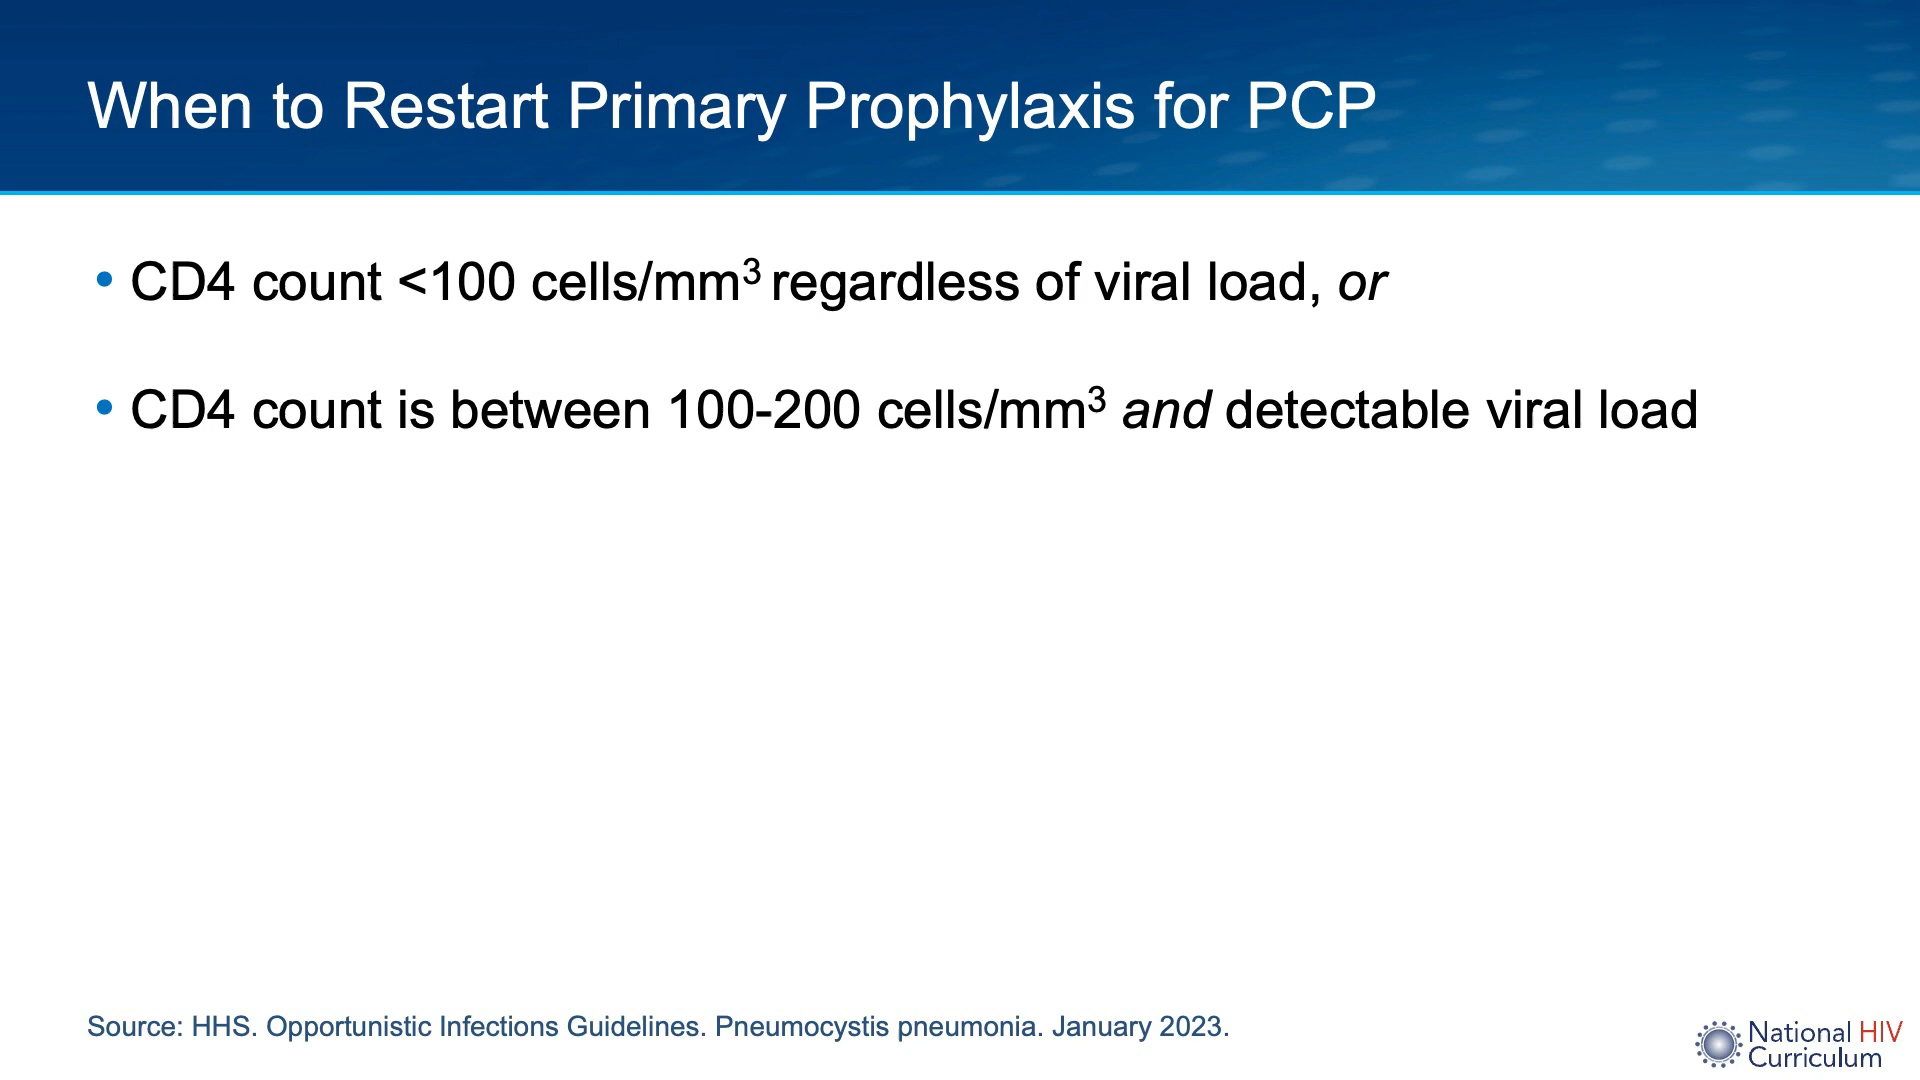 When to Restart Primary Prophylaxis for PCP
• CD4 count <100 cells/mm³ regardless of viral load, or
• CD4 count is between 100-200 cells/mm³ and detectable viral load
Source: HHS. Opportunistic Infections Guidelines. Pneumocystis pneumonia. January 2023.
National HIV
Curriculum